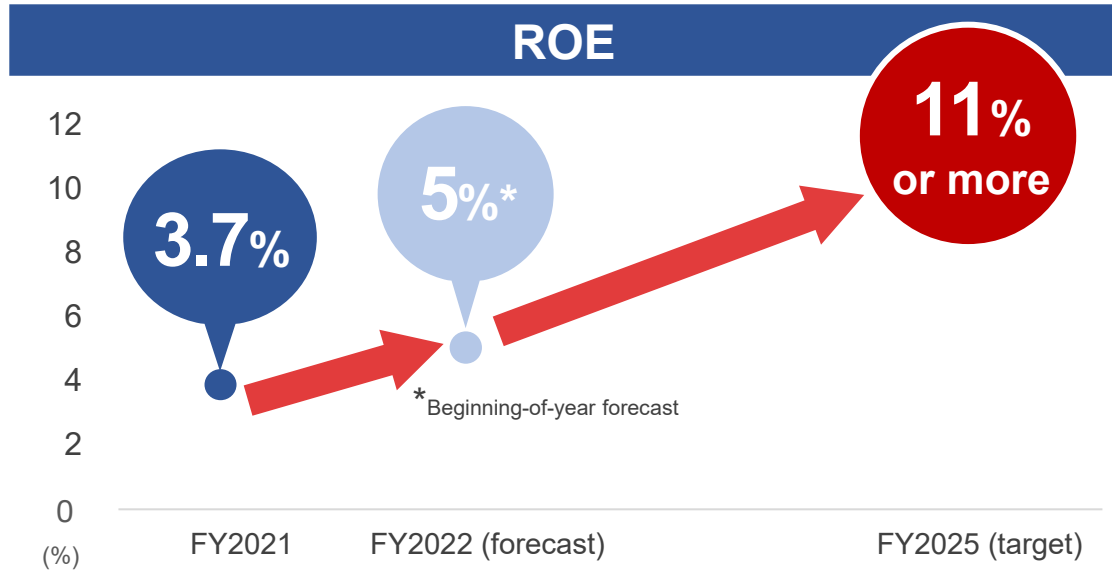 ROE
12
10
8
6
4
2
0
(%)
3.7%
5%*
11%
or more
*Beginning-of-year forecast
FY2021
FY2022 (forecast)
FY2025 (target)